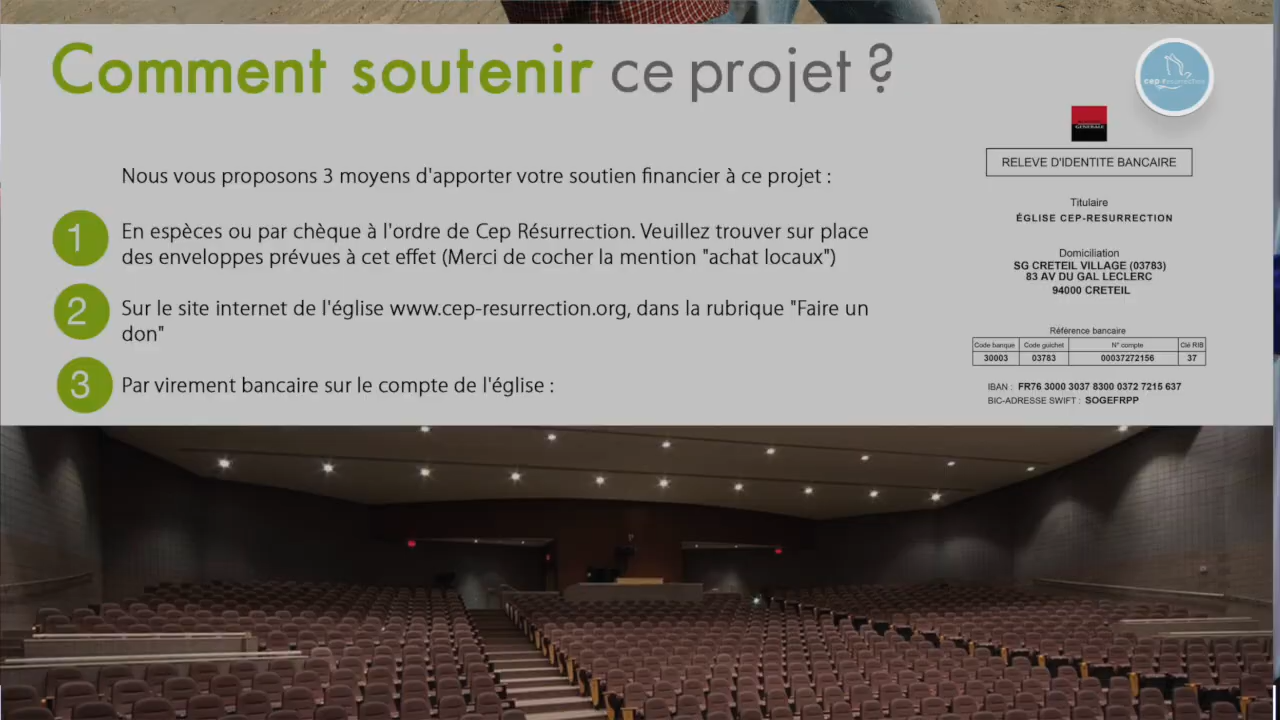 Comment soutenir ce projet ?
cep-resurrection
GENERALE
RELEVE D'IDENTITE BANCAIRE
Nous vous proposons 3 moyens d'apporter votre soutien financier à ce projet :
Titulaire
ÉGLISE CEP-RESURRECTION
1 En espèces ou par chèque à l'ordre de Cep Résurrection. Veuillez trouver sur place
des enveloppes prévues à cet effet (Merci de cocher la mention "achat locaux")
Domiciliation
SG CRETEIL VILLAGE (03783)
83 AV DU GAL LECLERC
94000 CRETEIL
2 Sur le site internet de l'église www.cep-resurrection.org, dans la rubrique "Faire un
don"
Référence bancaire
Code banque Code guichet N° compte Clé RIB
30003 03783 00037272156 37
3 Par virement bancaire sur le compte de l'église :
IBAN : FR76 3000 3037 8300 0372 7215 637
BIC-ADRESSE SWIFT : SOGEFRPP